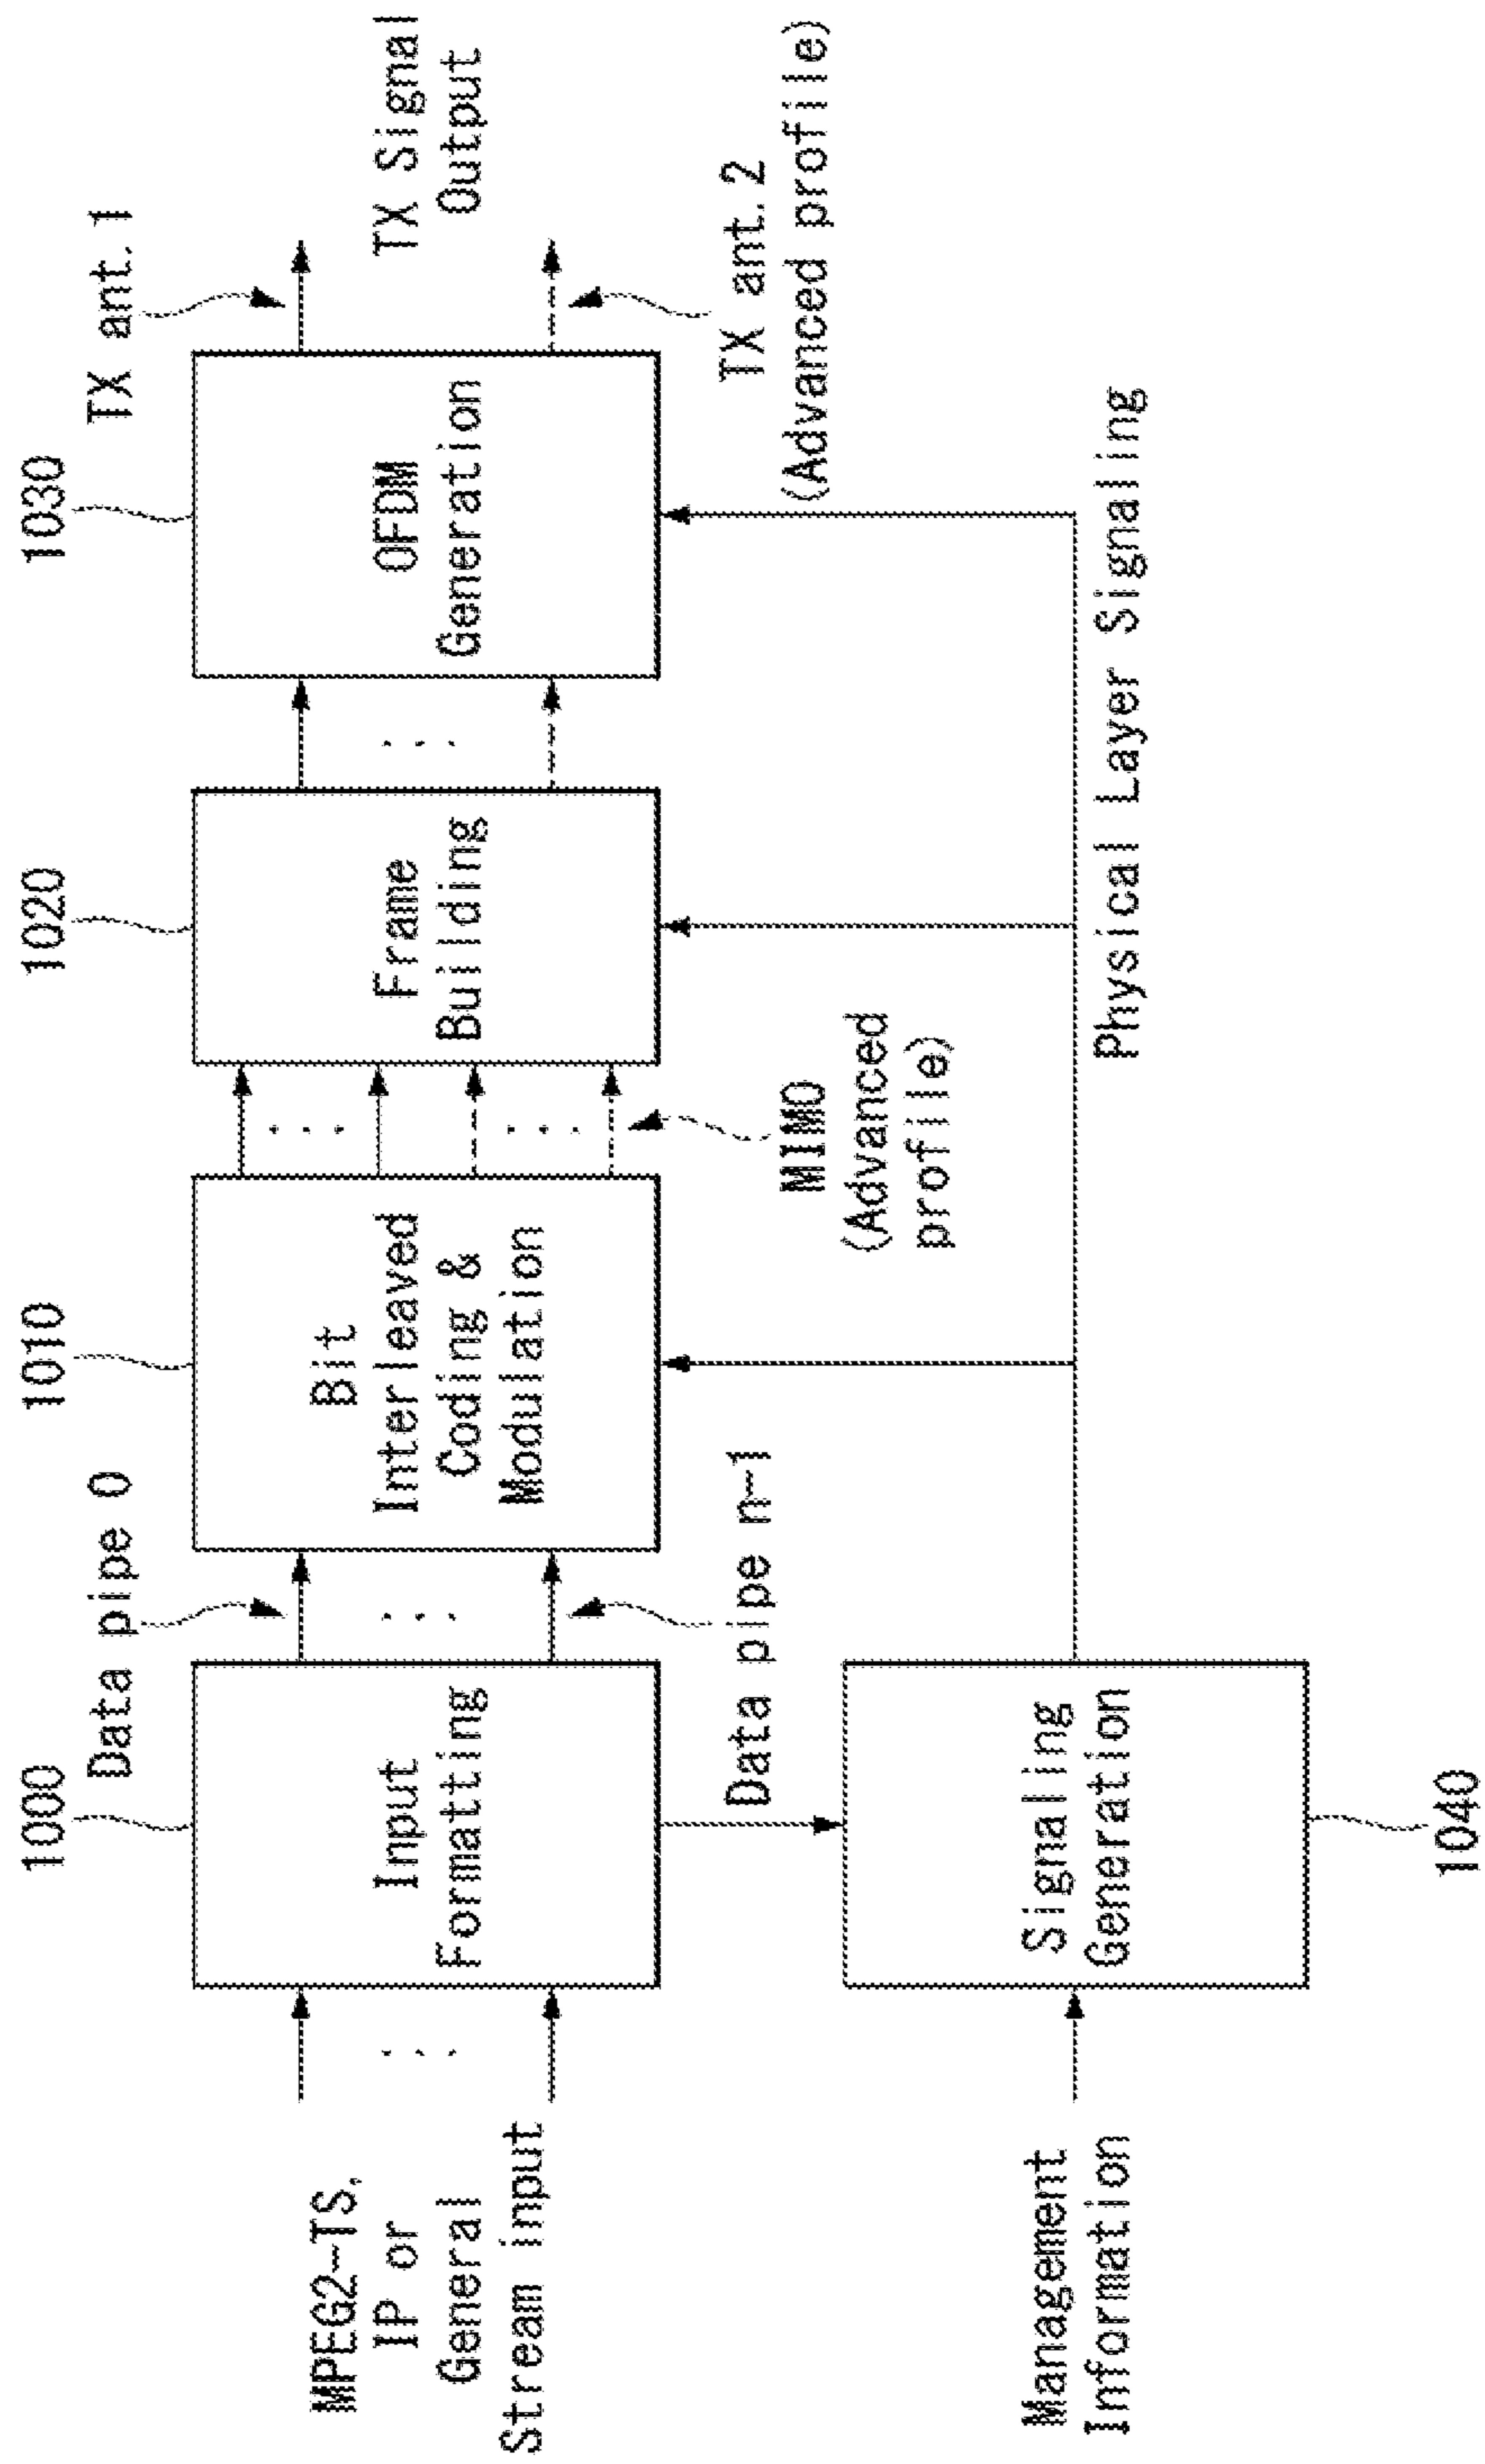 1000
1010
1020
1030
Data pipe 0
TX ant.1
MPEG2-TS,
IP or
General
Stream input
Input
Formatting
Bit
Interleaved
Coding &
Modulation
Frame
Building
OFDM
Generation
TX Signal
Output
Data pipe n-1
MIMO
(Advanced
profile)
TX ant.2
(Advanced profile)
Management
Information
Signaling
Generation
Physical Layer Signaling
1040